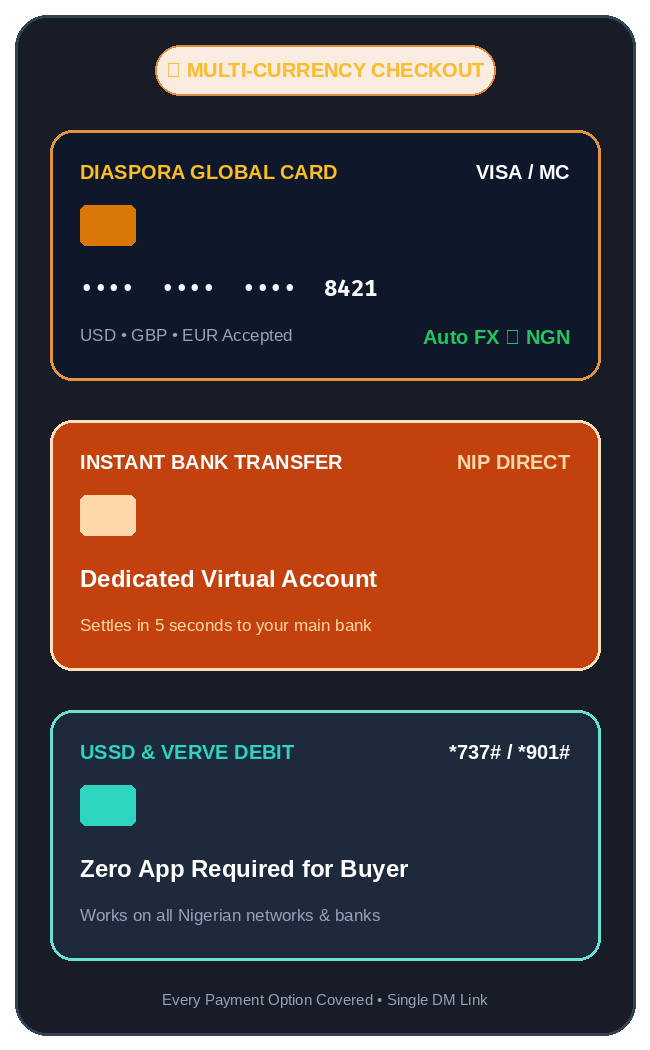 ▯ MULTI-CURRENCY CHECKOUT
DIASPORA GLOBAL CARD VISA / MC
•••• •••• •••• 8421
USD • GBP • EUR Accepted Auto FX ▯ NGN
INSTANT BANK TRANSFER NIP DIRECT
Dedicated Virtual Account
Settles in 5 seconds to your main bank
USSD & VERVE DEBIT *737# / *901#
Zero App Required for Buyer
Works on all Nigerian networks & banks
Every Payment Option Covered • Single DM Link